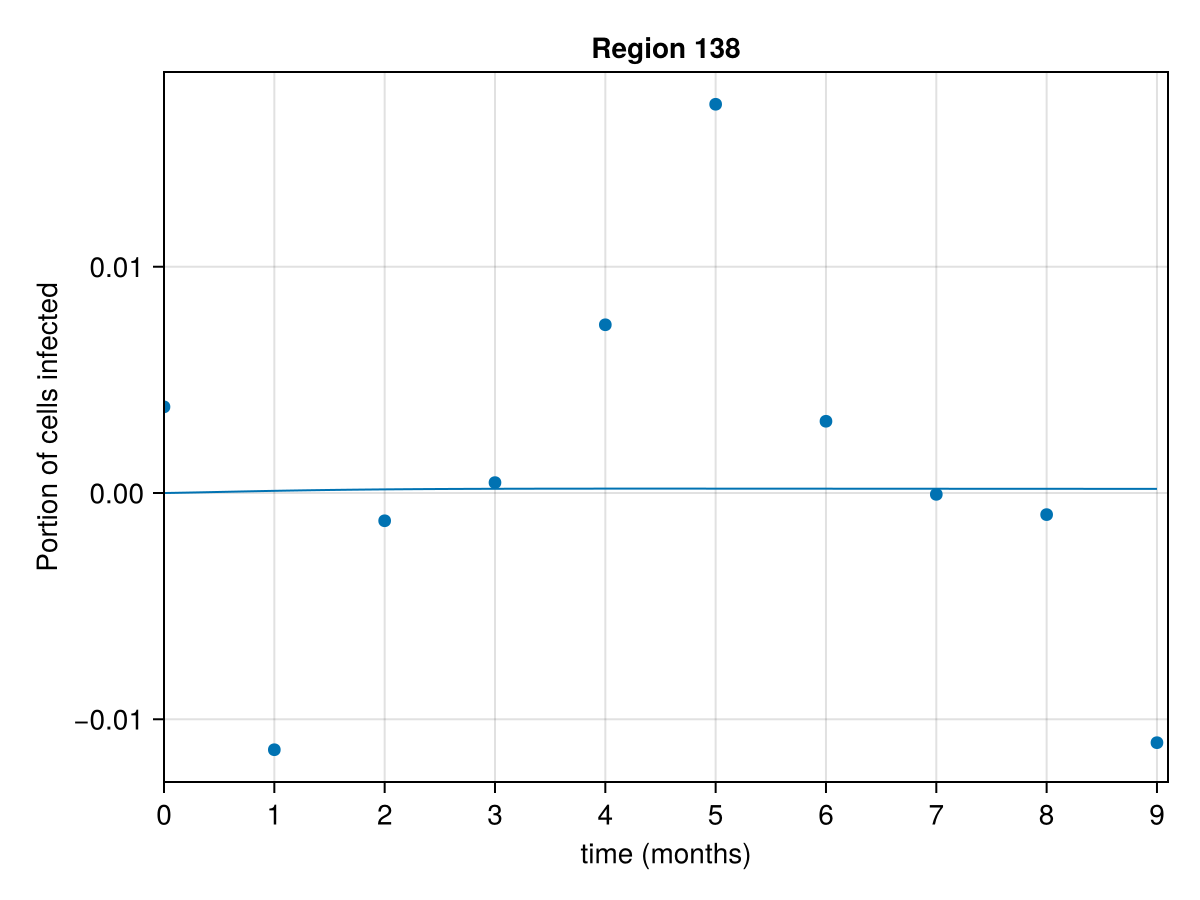 Region 138
Portion of cells infected
0.01
0.00
−0.01
0 1 2 3 4 5 6 7 8 9
time (months)